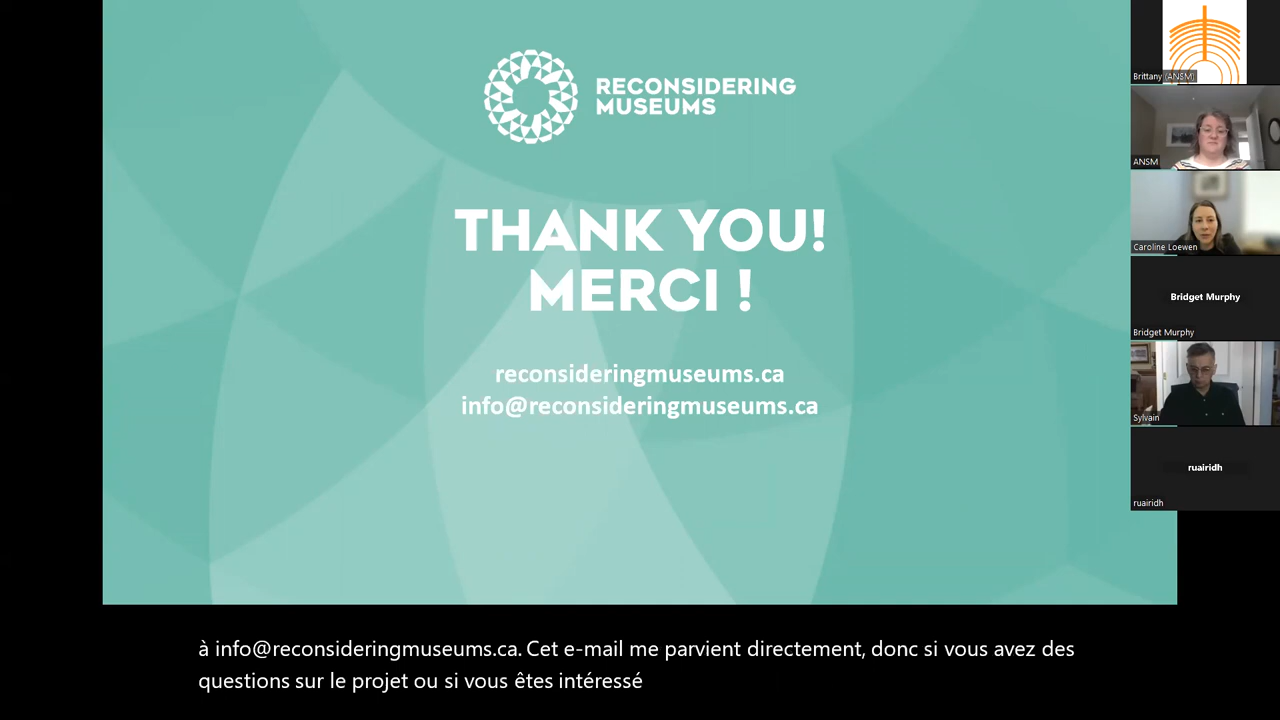 RECONSIDERING
MUSEUMS
THANK YOU!
MERCI !
reconsideringmuseums.ca
info@reconsideringmuseums.ca
Brittany (ANSM)
ANSM
Caroline Loewen
Bridget Murphy
Bridget Murphy
Sylvain
ruairidh
ruairidh
à info@reconsideringmuseums.ca. Cet e-mail me parvient directement, donc si vous avez des
questions sur le projet ou si vous êtes intéressé